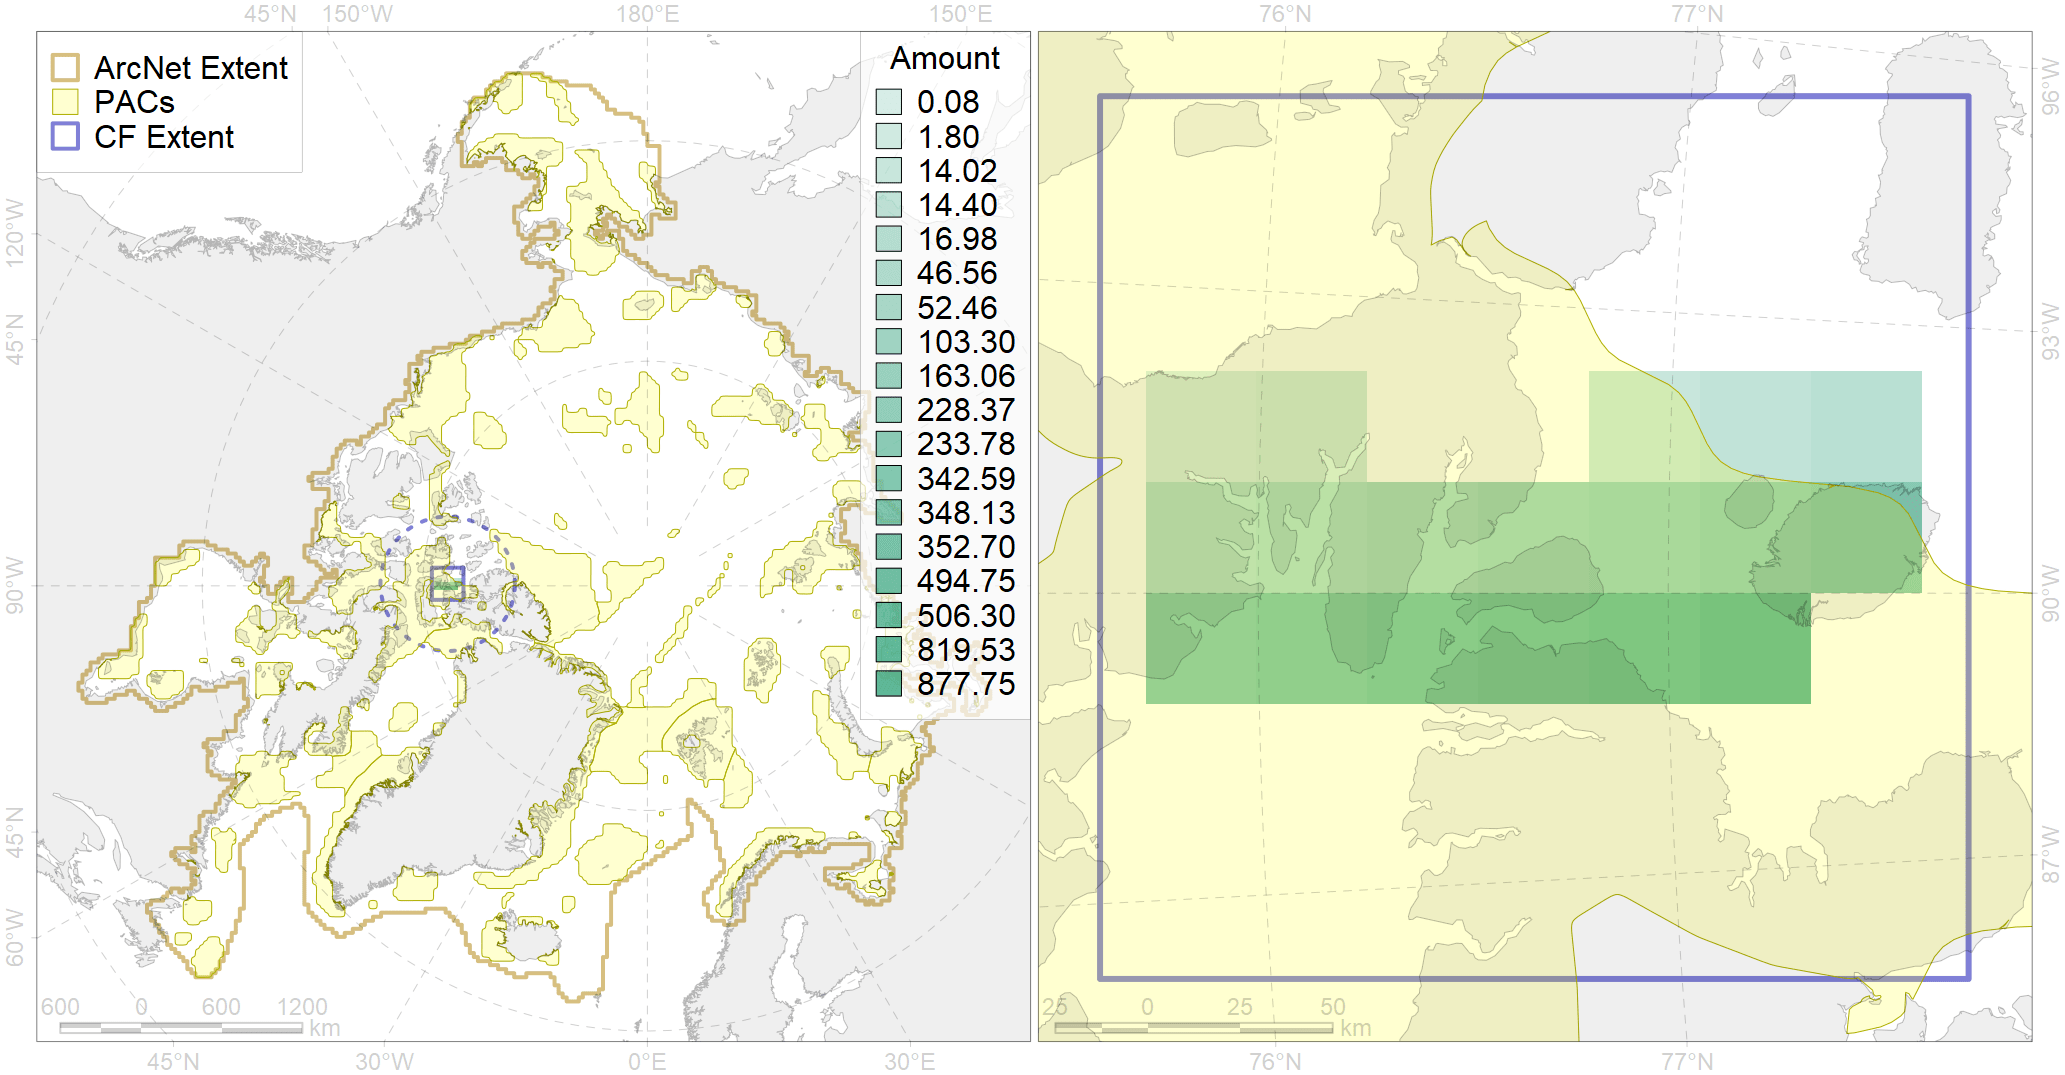 45°N 150°W 180°E 150°E 76°N 77°N
ArcNet Extent
PACs
CF Extent
Amount
0.08
1.80
14.02
14.40
16.98
46.56
52.46
103.30
163.06
228.37
233.78
342.59
348.13
352.70
494.75
506.30
819.53
877.75
120°W
45°N
90°W
45°N
60°W
96°W
93°W
90°W
87°W
600 0 600 1200
km
25 0 25 50
km
45°N 30°W 0°E 30°E 76°N 77°N